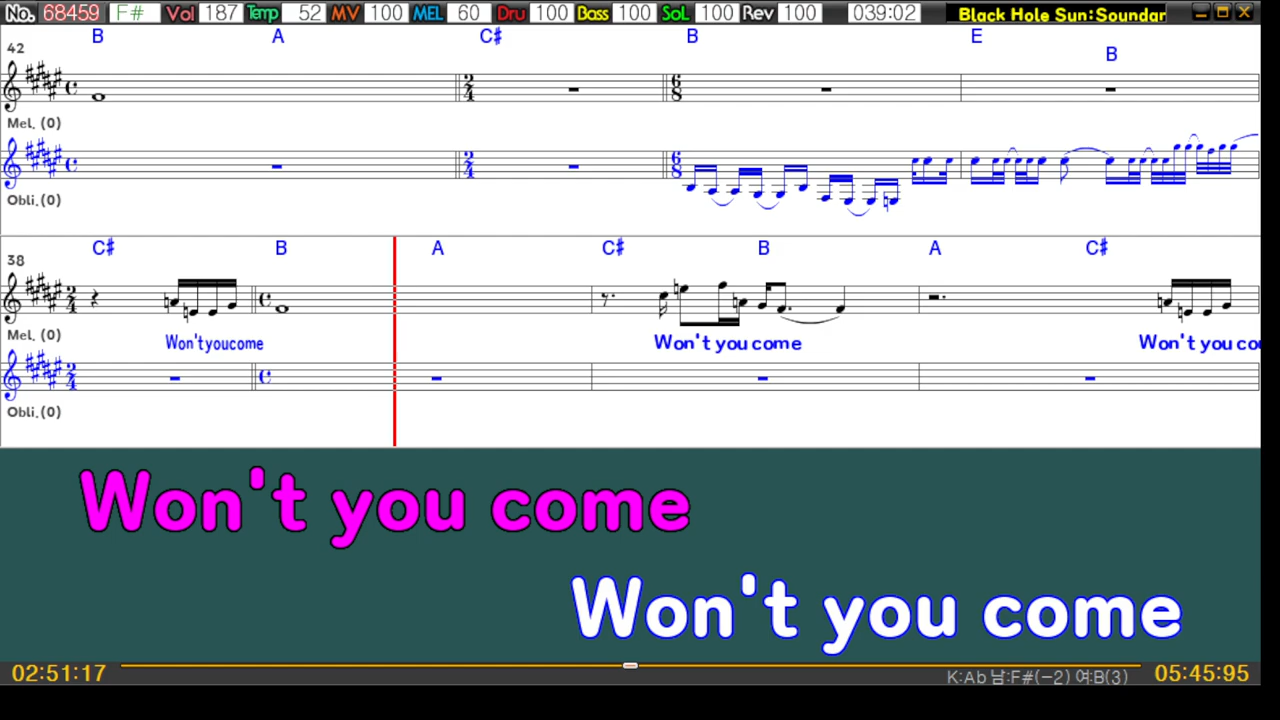 No. 68459 F# Vol 187 Temp 52 MV 100 MEL 60 Dru 100 Bass 100 SoL 100 Rev 100 039:02 Black Hole Sun:Soundgar
B A C# B E B
42
Mel. (0)
Obli.(0)
C# B A C# B A C#
38
Mel. (0)
Won't you come Won't you come Won't you co
Obli.(0)
Won't you come
Won't you come
02:51:17 K:Ab 남:F#(-2) 여:B(3) 05:45:95